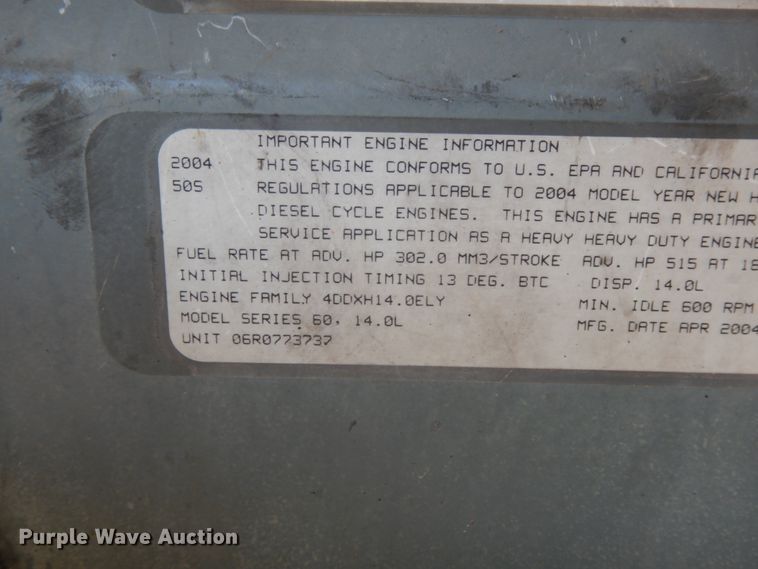 IMPORTANT ENGINE INFORMATION
2004 THIS ENGINE CONFORMS TO U.S. EPA AND CALIFORNIA
505 REGULATIONS APPLICABLE TO 2004 MODEL YEAR NEW H
DIESEL CYCLE ENGINES. THIS ENGINE HAS A PRIMAR
SERVICE APPLICATION AS A HEAVY HEAVY DUTY ENGINE
FUEL RATE AT ADV. HP 302.0 MM3/STROKE ADV. HP 515 AT 18
INITIAL INJECTION TIMING 13 DEG. BTC DISP. 14.0L
ENGINE FAMILY 4DDXH14.0ELY MIN. IDLE 600 RPM
MODEL SERIES 60, 14.0L MFG. DATE APR 2004
UNIT 06R0773737
Purple Wave Auction